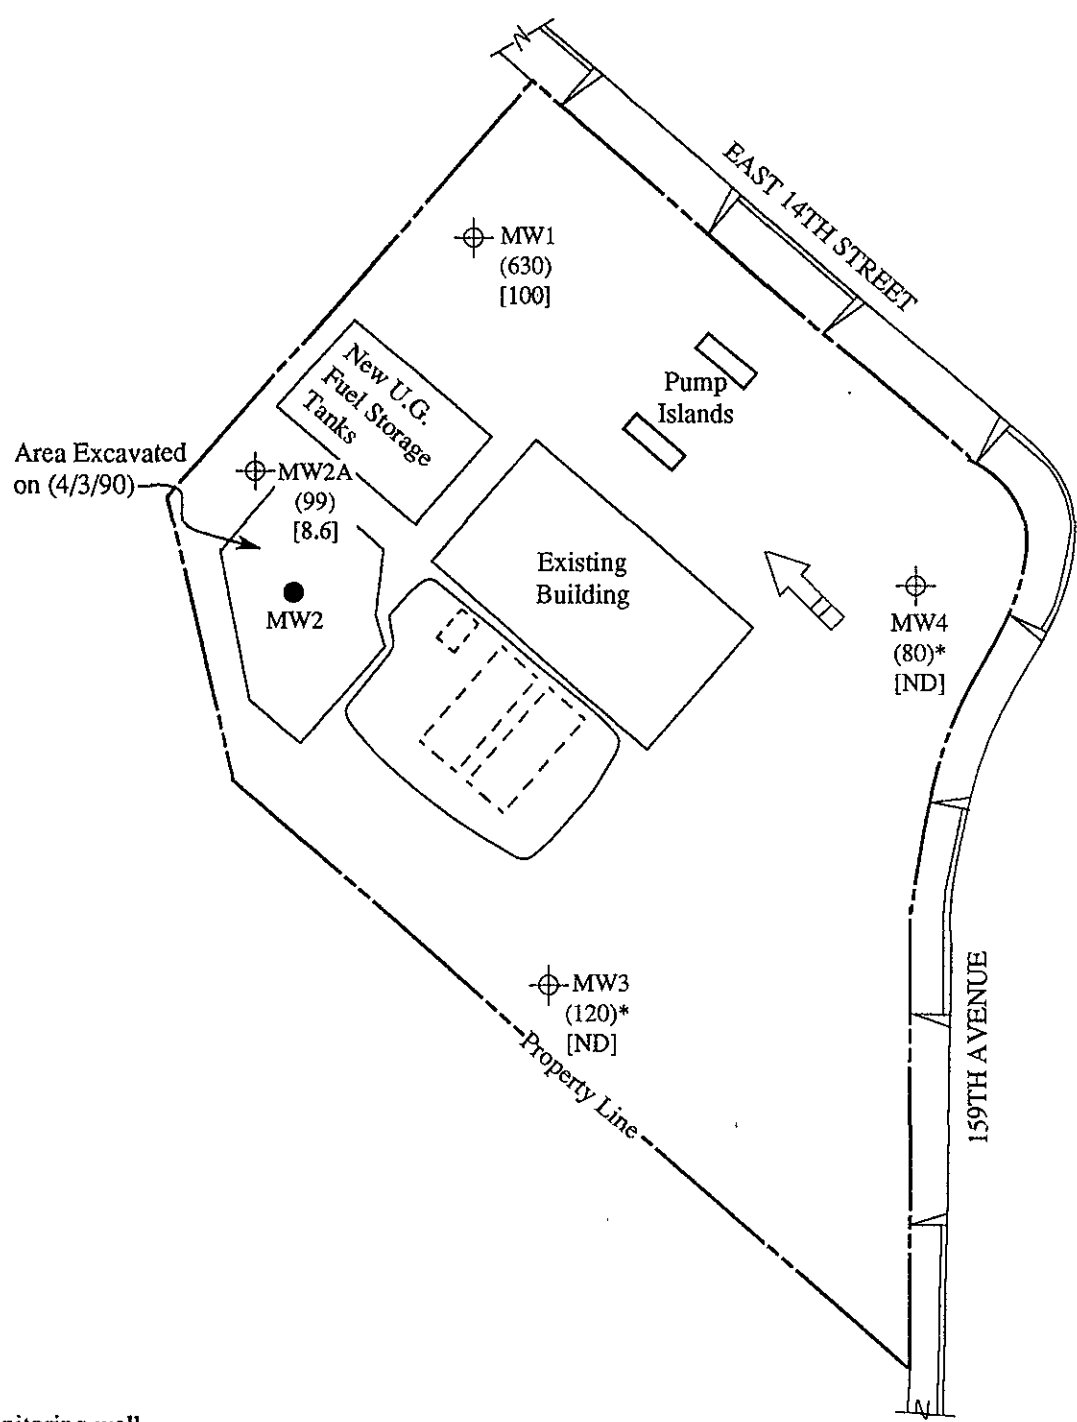 N
EAST 14TH STREET
MW1
(630)
[100]
New U.G.
Fuel Storage
Tanks
Pump
Islands
Area Excavated
on (4/3/90)
MW2A
(99)
[8.6]
Existing
Building
MW2
MW4
(80)*
[ND]
MW3
(120)*
[ND]
Property Line
159TH AVENUE
N